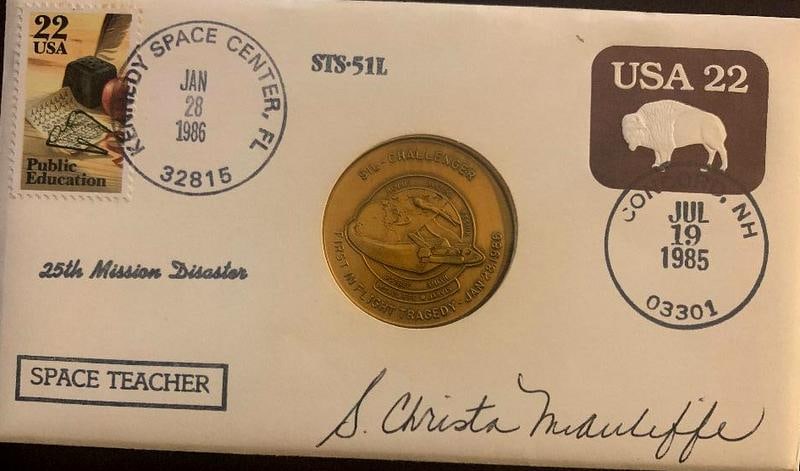 22
USA
Public
Education
KENNEDY SPACE CENTER, FL
JAN
28
1986
32815
STS-51L
USA 22
CONCORD, NH
JUL
19
1985
03301
51L - CHALLENGER
FIRST IN FLIGHT TRAGEDY - JAN 28, 1986
25th Mission Disaster
SPACE TEACHER
S. Christa McAuliffe